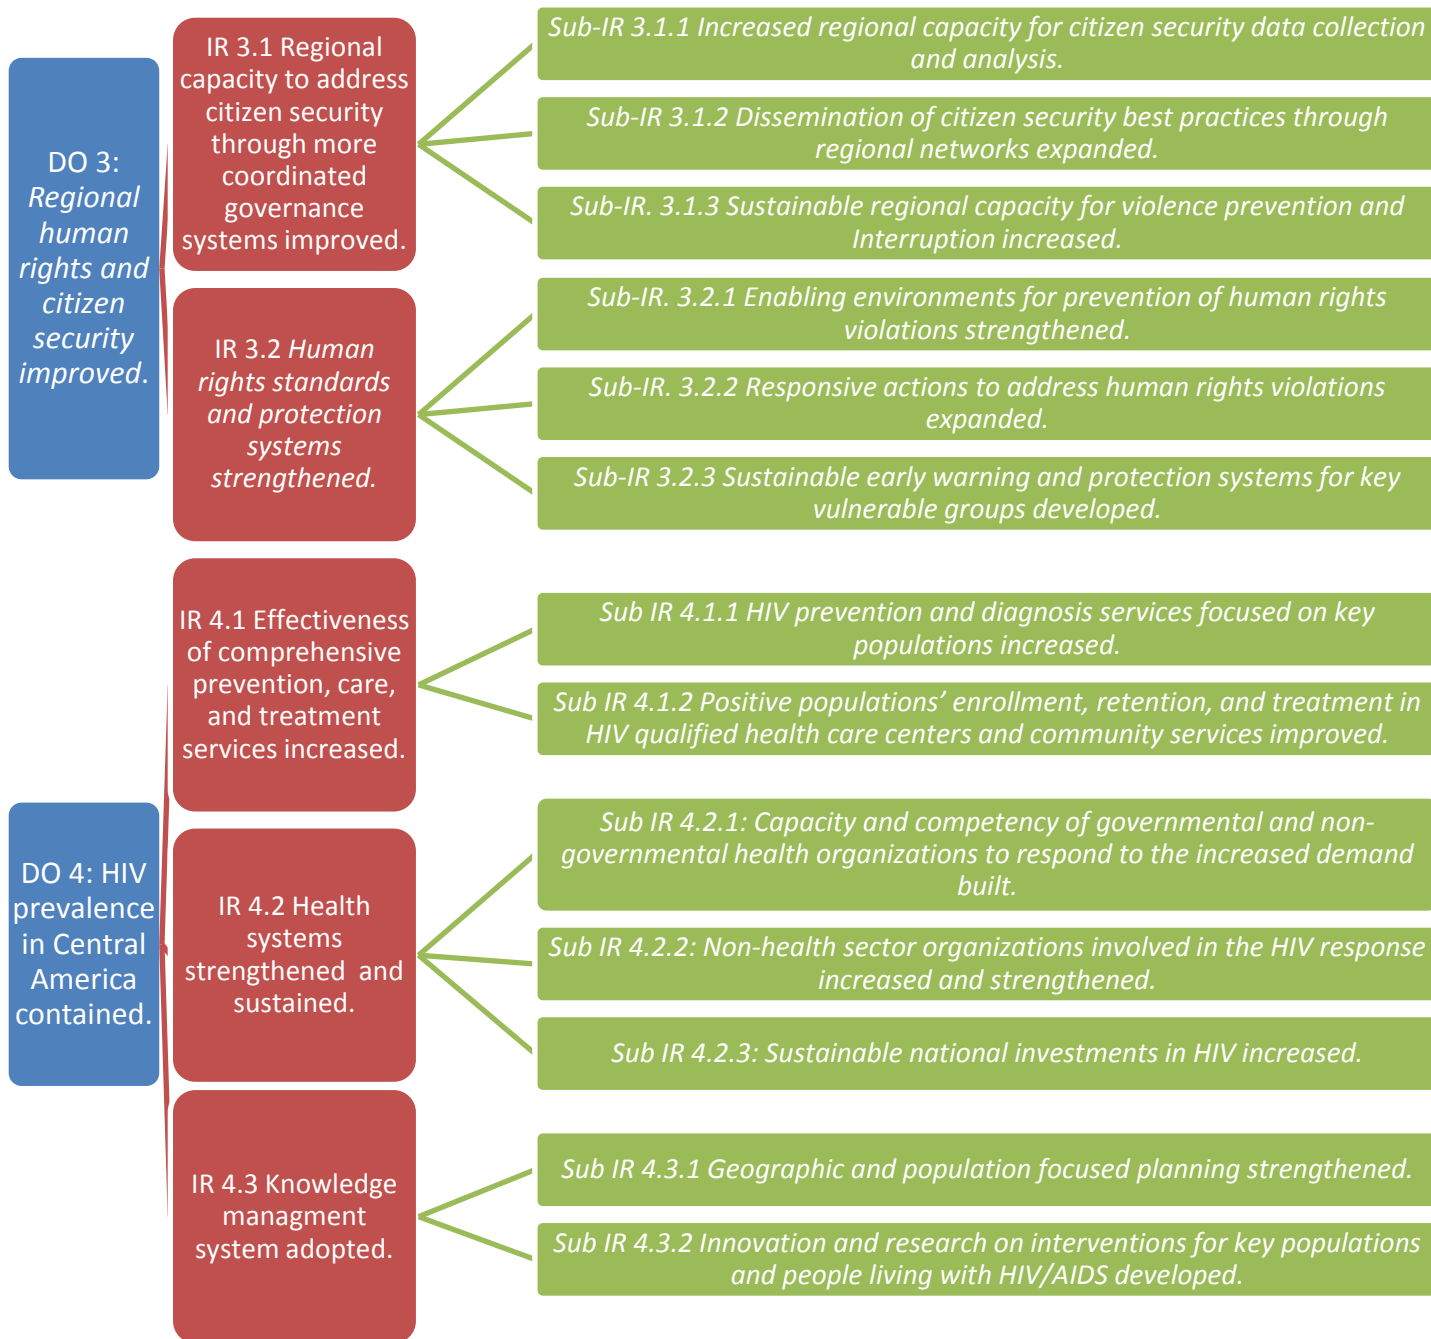 DO 3:
Regional
human
rights and
citizen
security
improved.
IR 3.1 Regional
capacity to address
citizen security
through more
coordinated
governance
systems improved.
Sub-IR 3.1.1 Increased regional capacity for citizen security data collection
and analysis.
Sub-IR 3.1.2 Dissemination of citizen security best practices through
regional networks expanded.
Sub-IR. 3.1.3 Sustainable regional capacity for violence prevention and
Interruption increased.
IR 3.2 Human
rights standards
and protection
systems
strengthened.
Sub-IR. 3.2.1 Enabling environments for prevention of human rights
violations strengthened.
Sub-IR. 3.2.2 Responsive actions to address human rights violations
expanded.
Sub-IR 3.2.3 Sustainable early warning and protection systems for key
vulnerable groups developed.
DO 4: HIV
prevalence
in Central
America
contained.
IR 4.1 Effectiveness
of comprehensive
prevention, care,
and treatment
services increased.
Sub IR 4.1.1 HIV prevention and diagnosis services focused on key
populations increased.
Sub IR 4.1.2 Positive populations’ enrollment, retention, and treatment in
HIV qualified health care centers and community services improved.
IR 4.2 Health
systems
strengthened and
sustained.
Sub IR 4.2.1: Capacity and competency of governmental and non-
governmental health organizations to respond to the increased demand
built.
Sub IR 4.2.2: Non-health sector organizations involved in the HIV response
increased and strengthened.
Sub IR 4.2.3: Sustainable national investments in HIV increased.
IR 4.3 Knowledge
managment
system adopted.
Sub IR 4.3.1 Geographic and population focused planning strengthened.
Sub IR 4.3.2 Innovation and research on interventions for key populations
and people living with HIV/AIDS developed.